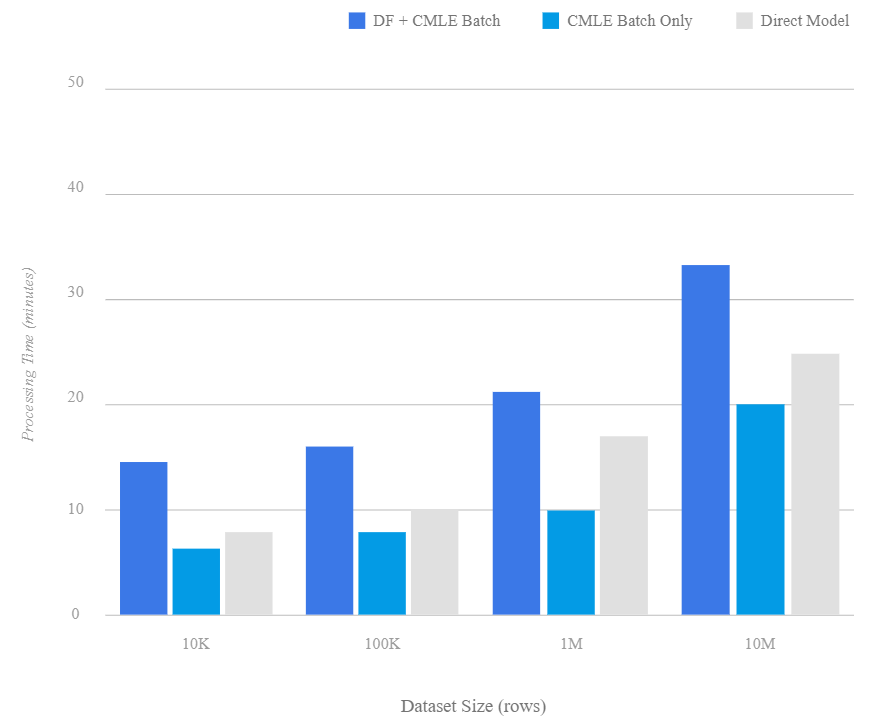 DF + CMLE Batch
CMLE Batch Only
Direct Model
50
40
30
20
10
0
Processing Time (minutes)
10K
100K
1M
10M
Dataset Size (rows)